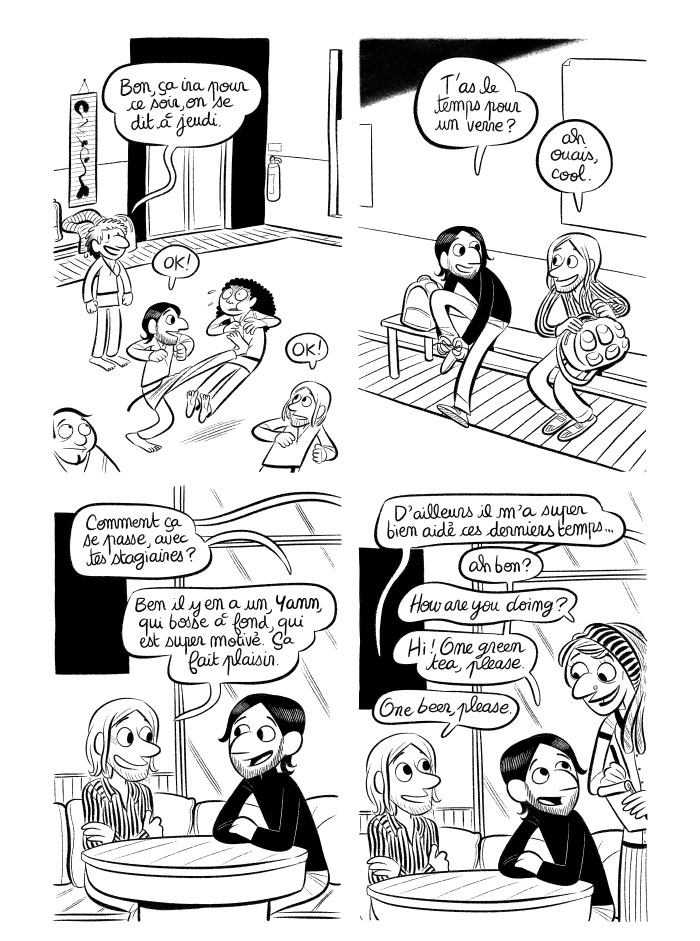 Bon, ça ira pour
ce soir, on se
dit à jeudi.
OK!
OK!
T'as le
temps pour
un verre?
ah
ouais,
cool.
Comment ça
se passe, avec
tes stagiaires?
Ben il y en a un, Yann,
qui bosse à fond, qui
est super motivé. Ça
fait plaisir.
D'ailleurs il m'a super
bien aidé ces derniers temps...
ah bon?
How are you doing?
Hi! One green
tea, please.
One beer, please.